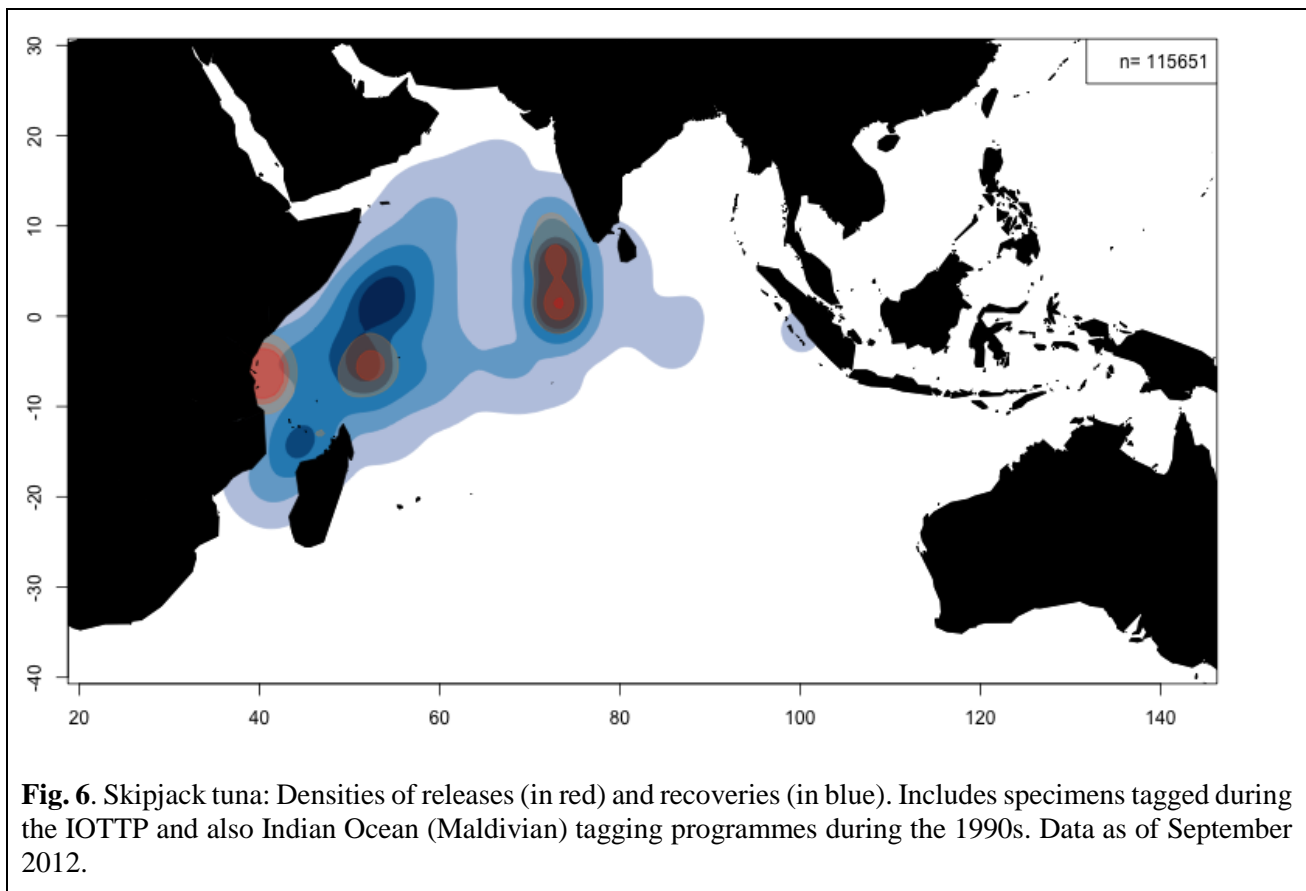 n= 115651
30
20
10
0
-10
-20
-30
-40
20 40 60 80 100 120 140
Fig. 6. Skipjack tuna: Densities of releases (in red) and recoveries (in blue). Includes specimens tagged during
the IOTTP and also Indian Ocean (Maldivian) tagging programmes during the 1990s. Data as of September
2012.